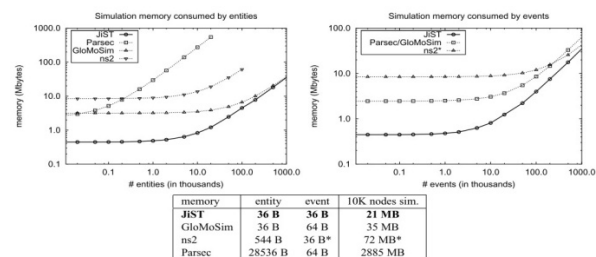 Simulation memory consumed by entities
JiST
Parsec
GloMoSim
ns2
memory (Mbytes)
1000.0
100.0
10.0
1.0
0.1
0.1 1.0 10.0 100.0 1000.0
# entities (in thousands)
Simulation memory consumed by events
JiST
Parsec/GloMoSim
ns2*
memory (Mbytes)
100.0
10.0
1.0
0.1
0.1 1.0 10.0 100.0 1000.0
# events (in thousands)
memory entity event 10K nodes sim.
JiST 36 B 36 B 21 MB
GloMoSim 36 B 64 B 35 MB
ns2 544 B 36 B* 72 MB*
Parsec 28536 B 64 B 2885 MB